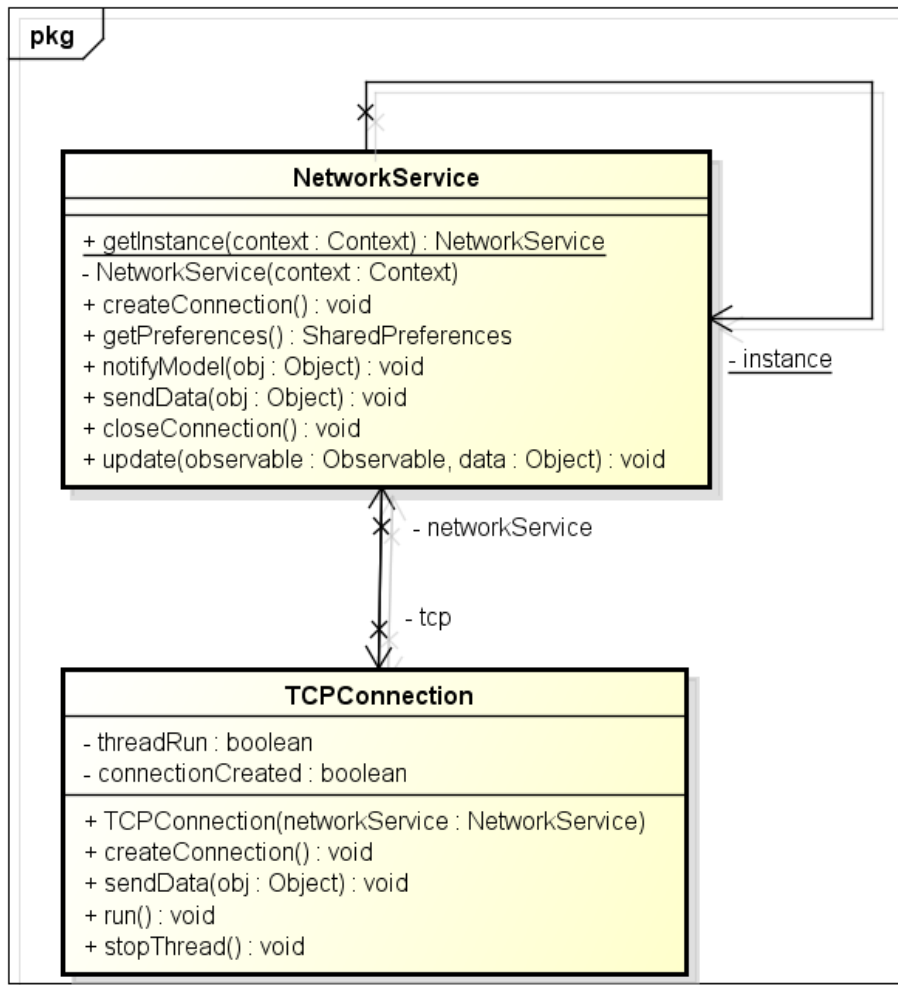 pkg
NetworkService
+ getInstance(context : Context) : NetworkService
- NetworkService(context : Context)
+ createConnection() : void
+ getPreferences() : SharedPreferences
+ notifyModel(obj : Object) : void
+ sendData(obj : Object) : void
+ closeConnection() : void
+ update(observable : Observable, data : Object) : void
- instance
- networkService
- tcp
TCPConnection
- threadRun : boolean
- connectionCreated : boolean
+ TCPConnection(networkService : NetworkService)
+ createConnection() : void
+ sendData(obj : Object) : void
+ run() : void
+ stopThread() : void